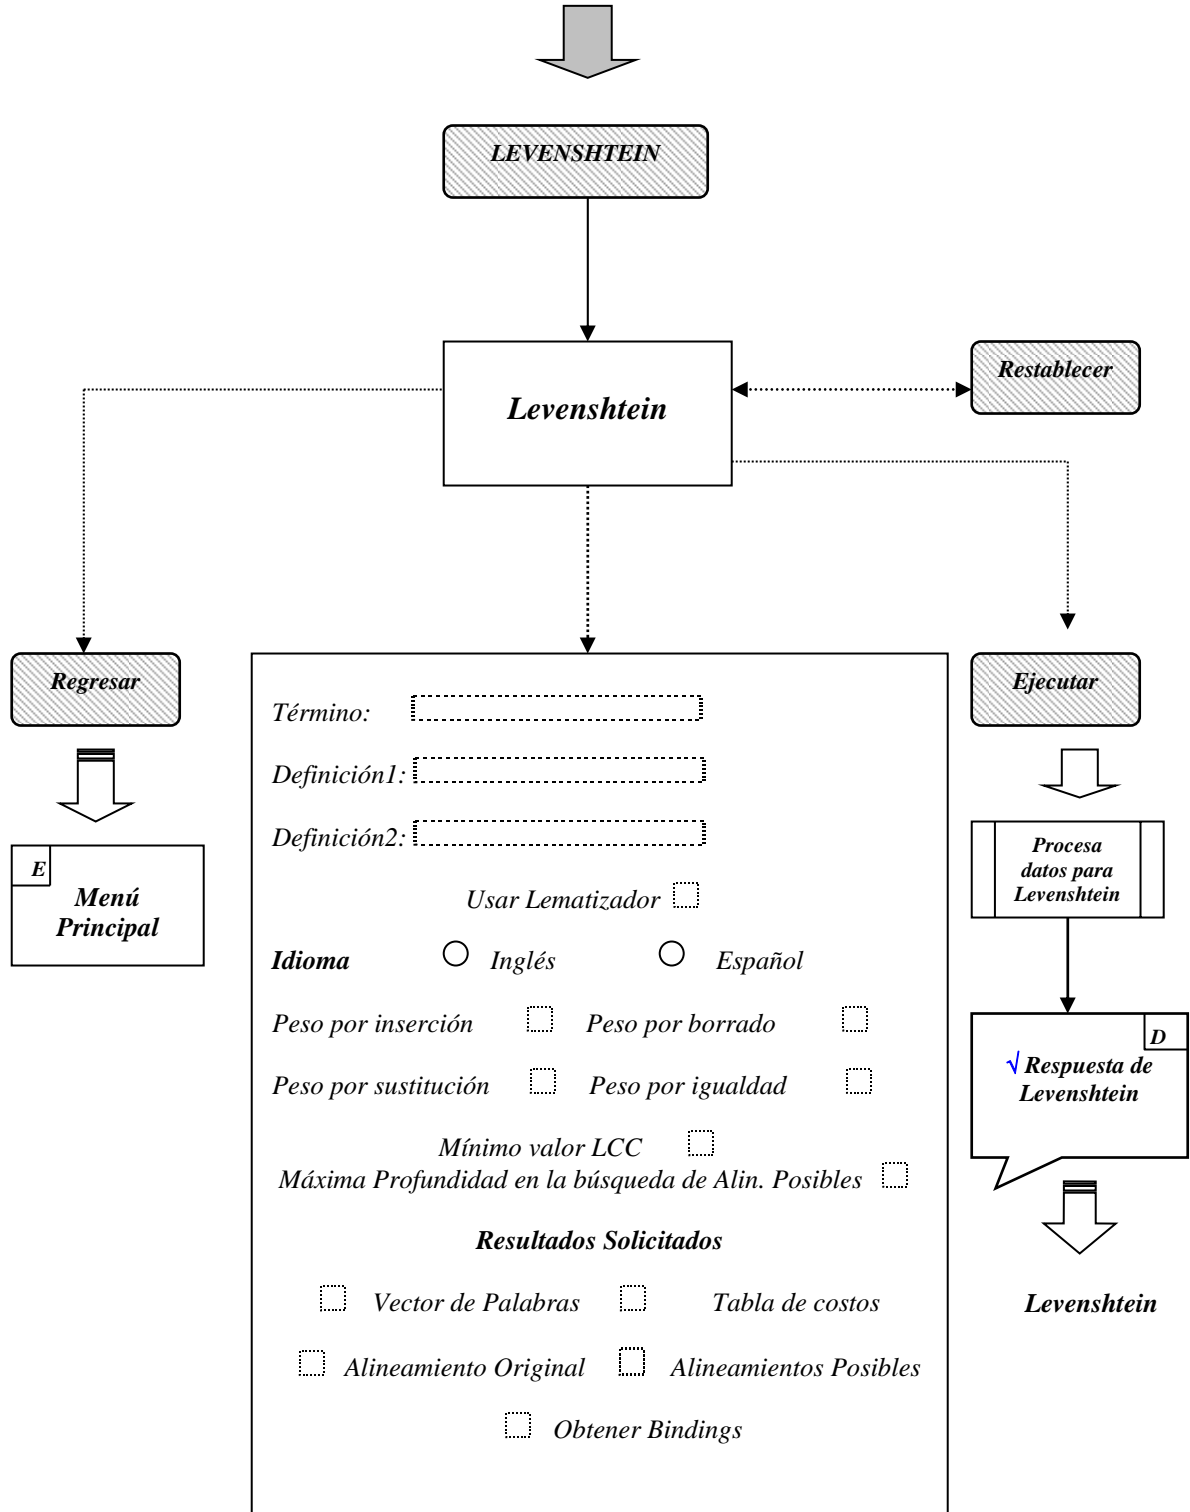 LEVENSHTEIN
Levenshtein
Restablecer
Regresar
E
Menú
Principal
Término:
Definición1:
Definición2:
Usar Lematizador
Idioma Inglés Español
Peso por inserción Peso por borrado
Peso por sustitución Peso por igualdad
Mínimo valor LCC
Máxima Profundidad en la búsqueda de Alin. Posibles
Resultados Solicitados
Vector de Palabras Tabla de costos
Alineamiento Original Alineamientos Posibles
Obtener Bindings
Ejecutar
Procesa
datos para
Levenshtein
D
√ Respuesta de
Levenshtein
Levenshtein